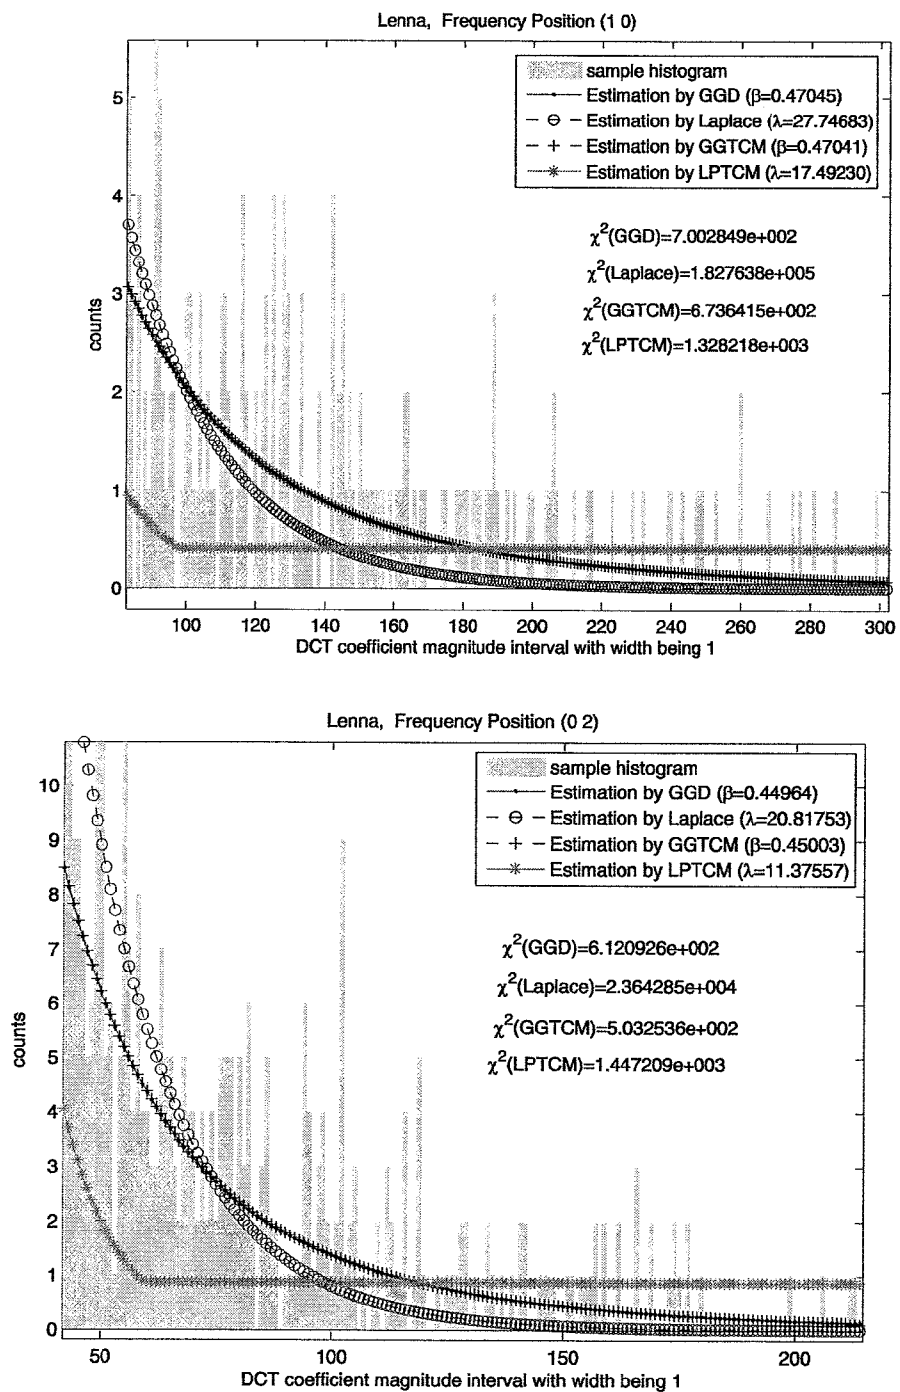 Lenna, Frequency Position (1 0)
sample histogram
Estimation by GGD (β=0.47045)
Estimation by Laplace (λ=27.74683)
Estimation by GGTCM (β=0.47041)
Estimation by LPTCM (λ=17.49230)
χ²(GGD)=7.002849e+002
χ²(Laplace)=1.827638e+005
χ²(GGTCM)=6.736415e+002
χ²(LPTCM)=1.328218e+003
5
4
3
2
1
0
counts
100 120 140 160 180 200 220 240 260 280 300
DCT coefficient magnitude interval with width being 1
Lenna, Frequency Position (0 2)
sample histogram
Estimation by GGD (β=0.44964)
Estimation by Laplace (λ=20.81753)
Estimation by GGTCM (β=0.45003)
Estimation by LPTCM (λ=11.37557)
χ²(GGD)=6.120926e+002
χ²(Laplace)=2.364285e+004
χ²(GGTCM)=5.032536e+002
χ²(LPTCM)=1.447209e+003
10
9
8
7
6
5
4
3
2
1
0
counts
50 100 150 200
DCT coefficient magnitude interval with width being 1